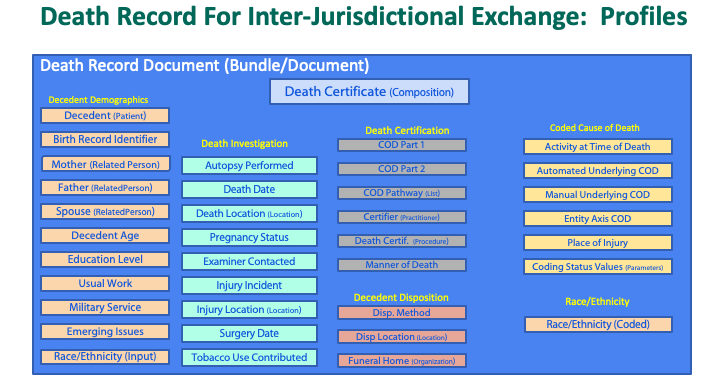 Death Record For Inter-Jurisdictional Exchange:  Profiles
Death Record Document (Bundle/Document)
Death Certificate (Composition)
Decedent Demographics
Decedent (Patient)
Birth Record Identifier
Mother (Related Person)
Father (RelatedPerson)
Spouse (RelatedPerson)
Decedent Age
Education Level
Usual Work
Military Service
Emerging Issues
Race/Ethnicity (Input)
Death Investigation
Autopsy Performed
Death Date
Death Location (Location)
Pregnancy Status
Examiner Contacted
Injury Incident
Injury Location (Location)
Surgery Date
Tobacco Use Contributed
Death Certification
COD Part 1
COD Part 2
COD Pathway (List)
Certifier (Practitioner)
Death Certif. (Procedure)
Manner of Death
Decedent Disposition
Disp. Method
Disp Location (Location)
Funeral Home (Organization)
Coded Cause of Death
Activity at Time of Death
Automated Underlying COD
Manual Underlying COD
Entity Axis COD
Place of Injury
Coding Status Values (Parameters)
Race/Ethnicity
Race/Ethnicity (Coded)